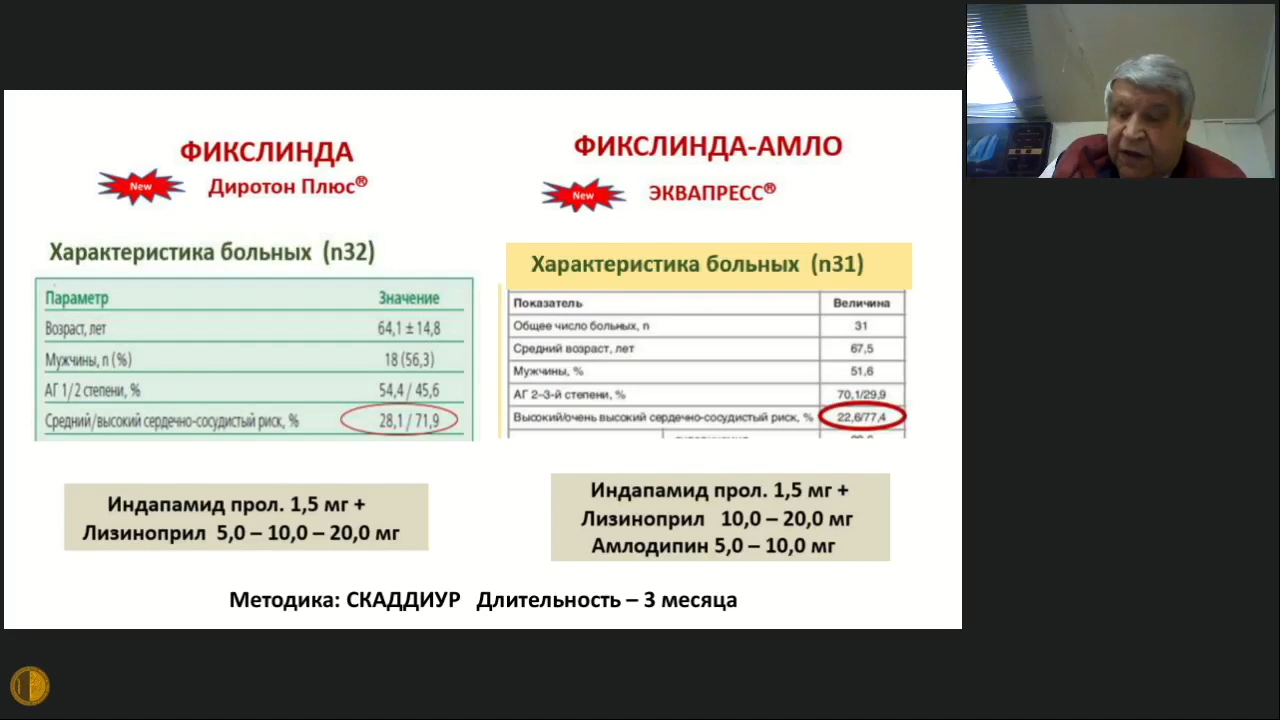 ФИКСЛИНДА
New
Диротон Плюс®
Характеристика больных (n32)
Параметр Значение
Возраст, лет 64,1 ± 14,8
Мужчины, n (%) 18 (56,3)
АГ 1/2 степени, % 54,4 / 45,6
Средний/высокий сердечно-сосудистый риск, % 28,1 / 71,9
Индапамид прол. 1,5 мг +
Лизиноприл 5,0 – 10,0 – 20,0 мг
ФИКСЛИНДА-АМЛО
New
ЭКВАПРЕСС®
Характеристика больных (n31)
Показатель Величина
Общее число больных, n 31
Средний возраст, лет 67,5
Мужчины, % 51,6
АГ 2–3-й степени, % 70,1/29,9
Высокий/очень высокий сердечно-сосудистый риск, % 22,6/77,4
Индапамид прол. 1,5 мг +
Лизиноприл 10,0 – 20,0 мг
Амлодипин 5,0 – 10,0 мг
Методика: СКАДДИУР Длительность – 3 месяца